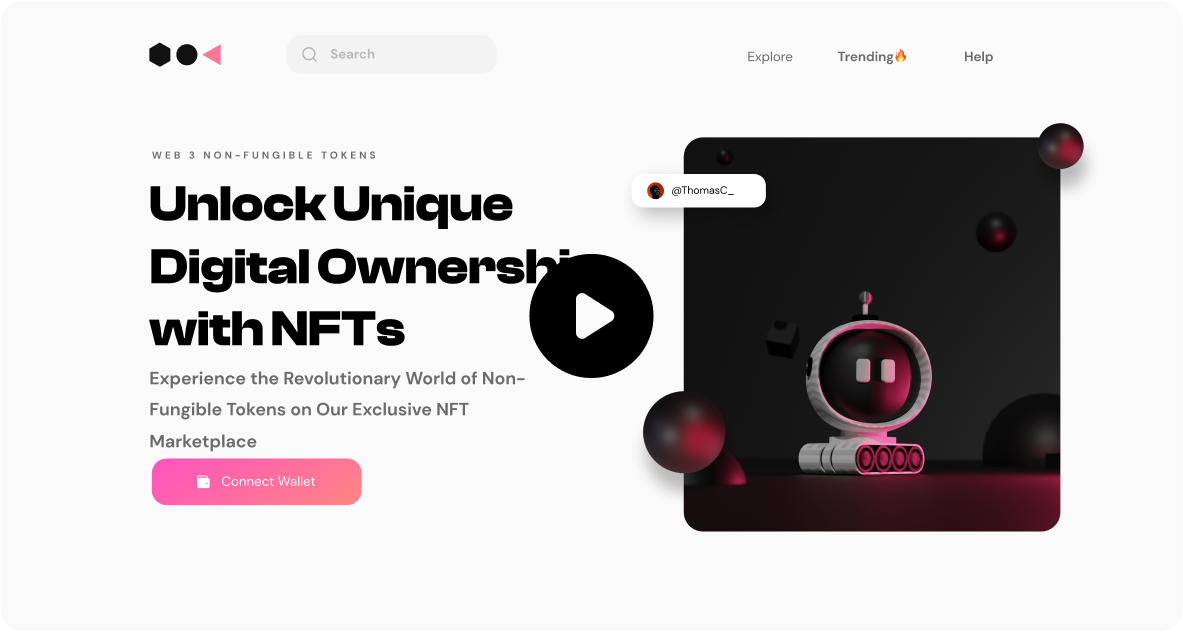 Search
Explore
Trending🔥
Help
WEB 3 NON-FUNGIBLE TOKENS
Unlock Unique
Digital Ownershi
with NFTs
Experience the Revolutionary World of Non-
Fungible Tokens on Our Exclusive NFT
Marketplace
Connect Wallet
@ThomasC_